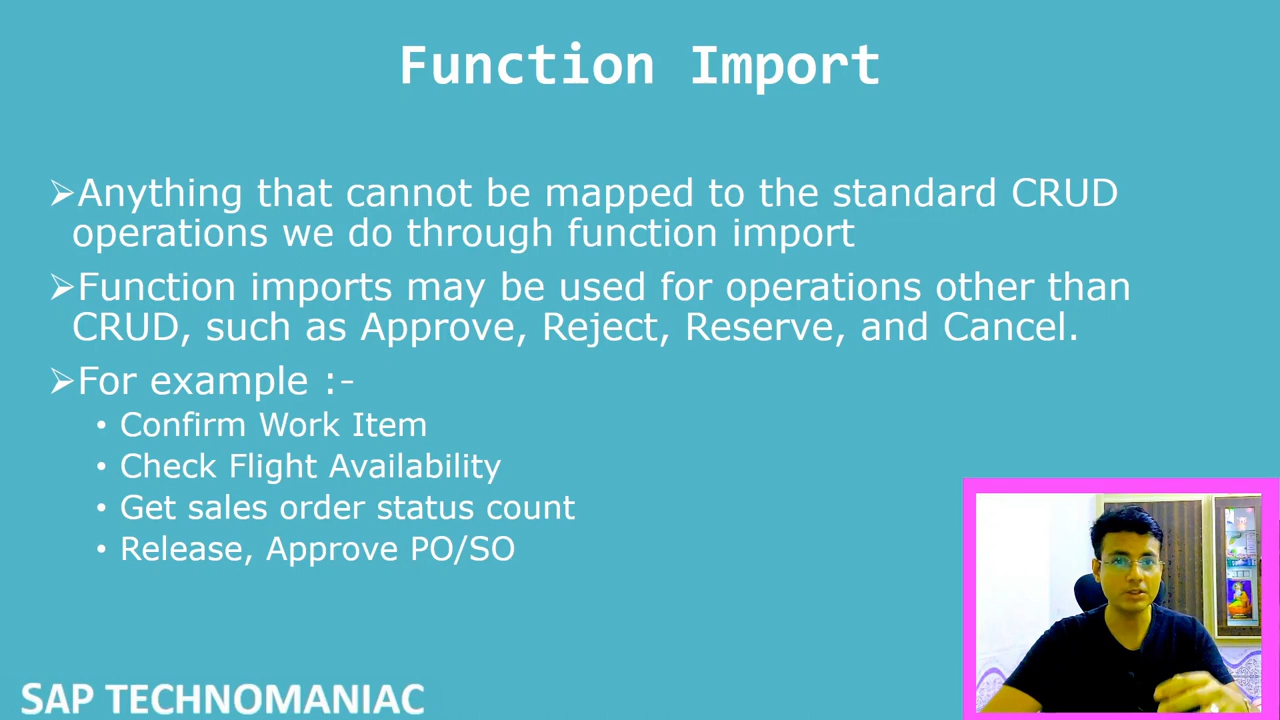 Function Import
➢Anything that cannot be mapped to the standard CRUD
operations we do through function import
➢Function imports may be used for operations other than
CRUD, such as Approve, Reject, Reserve, and Cancel.
➢For example :-
• Confirm Work Item
• Check Flight Availability
• Get sales order status count
• Release, Approve PO/SO
SAP TECHNOMANIAC